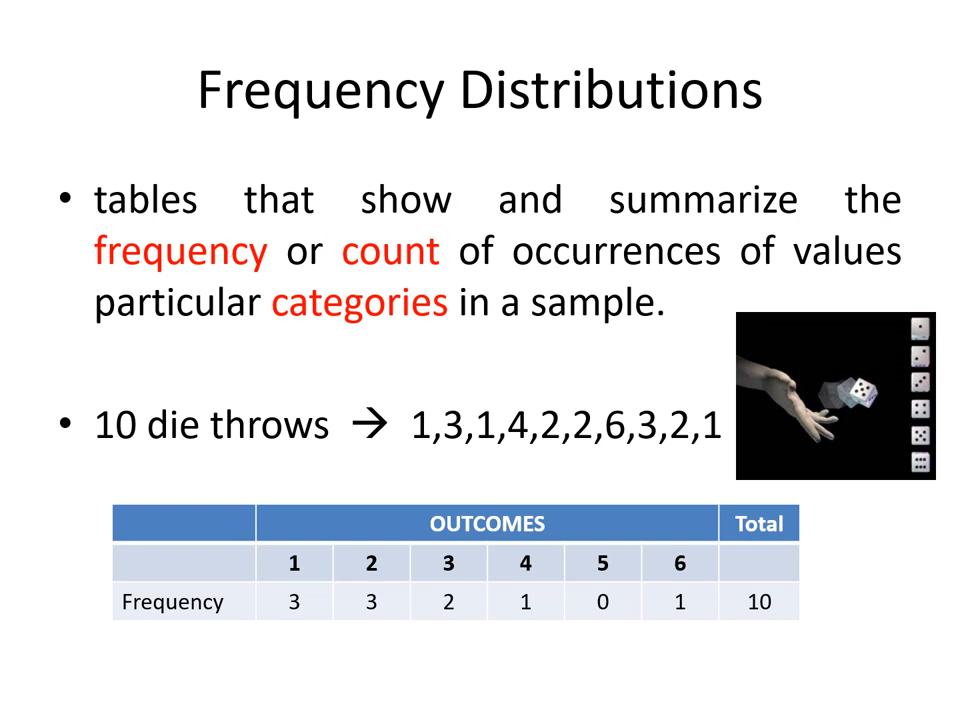 Frequency Distributions
• tables that show and summarize the
frequency or count of occurrences of values
particular categories in a sample.
• 10 die throws → 1,3,1,4,2,2,6,3,2,1
OUTCOMES Total
1 2 3 4 5 6
Frequency 3 3 2 1 0 1 10